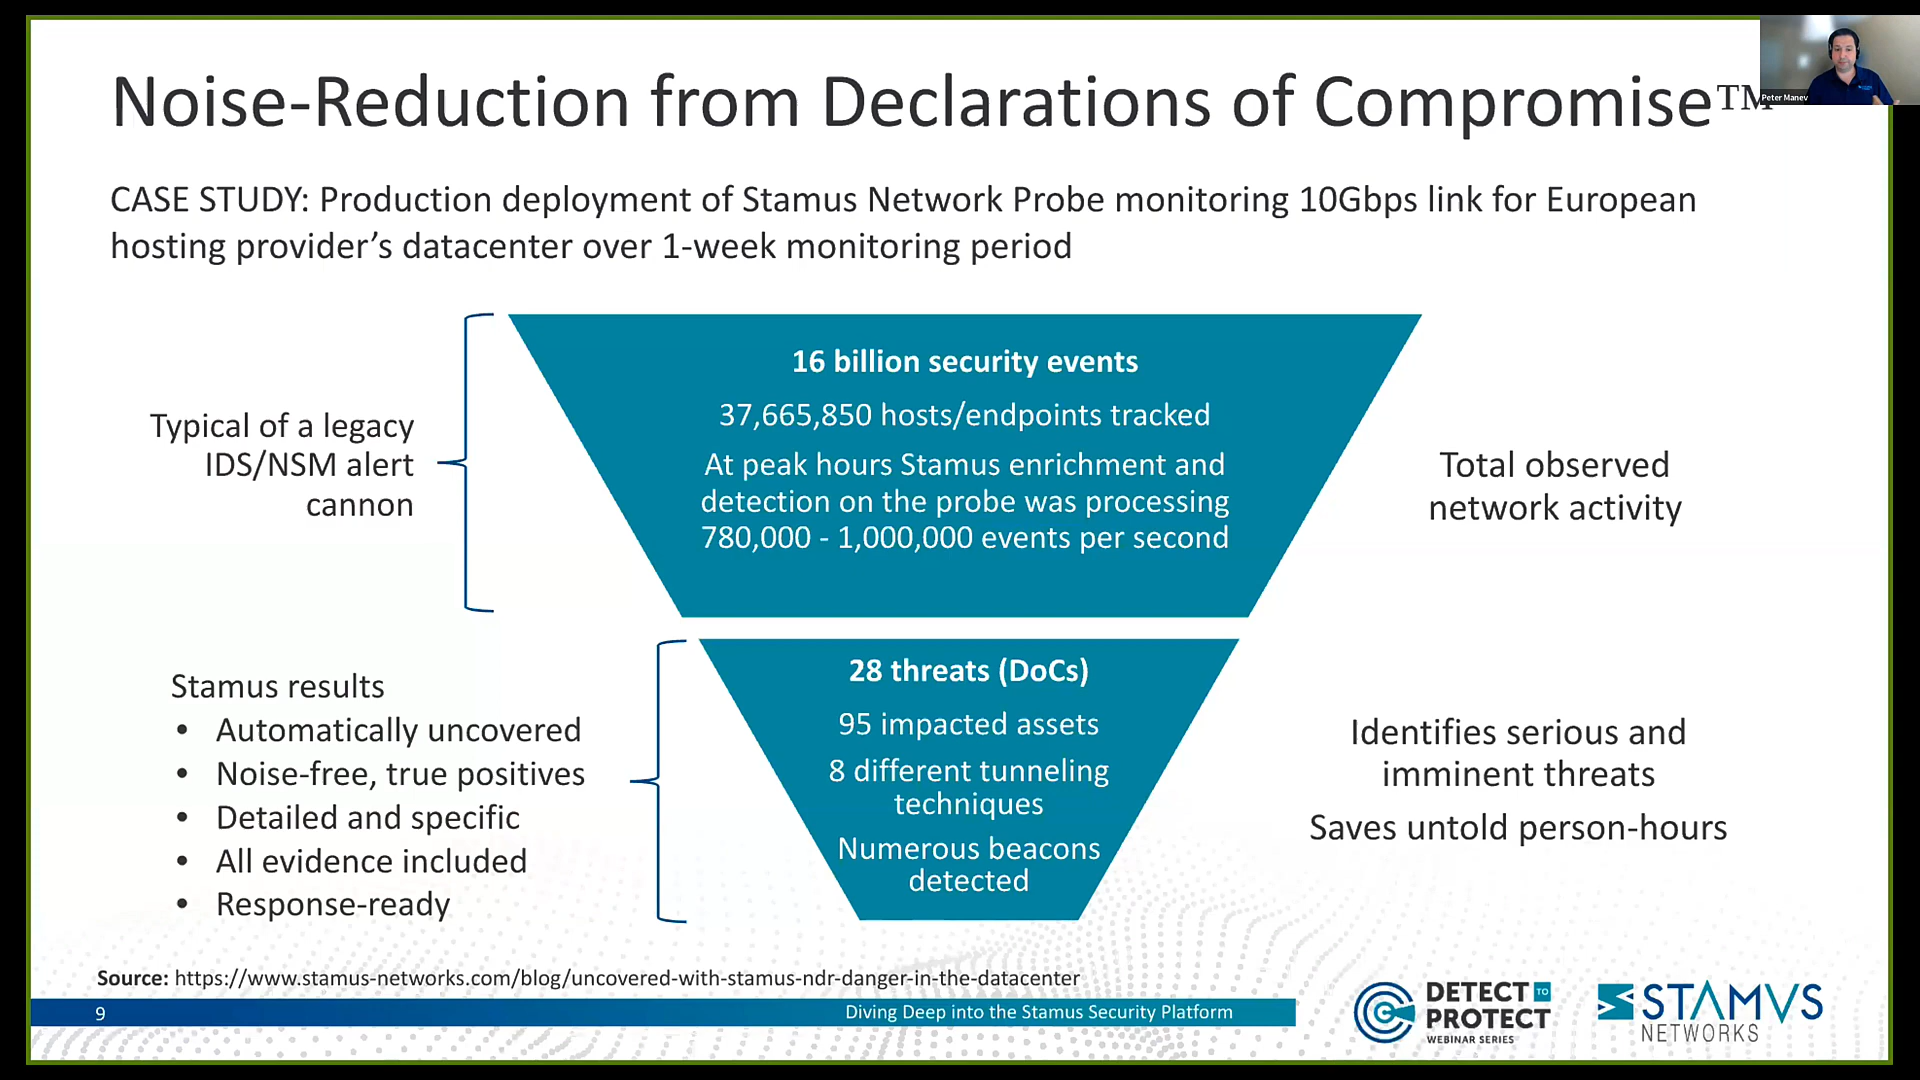 Noise-Reduction from Declarations of Compromise™
Peter Manev
CASE STUDY: Production deployment of Stamus Network Probe monitoring 10Gbps link for European
hosting provider’s datacenter over 1-week monitoring period
Typical of a legacy
IDS/NSM alert
cannon
16 billion security events
37,665,850 hosts/endpoints tracked
At peak hours Stamus enrichment and
detection on the probe was processing
780,000 - 1,000,000 events per second
Total observed
network activity
Stamus results
• Automatically uncovered
• Noise-free, true positives
• Detailed and specific
• All evidence included
• Response-ready
28 threats (DoCs)
95 impacted assets
8 different tunneling
techniques
Numerous beacons
detected
Identifies serious and
imminent threats
Saves untold person-hours
Source: https://www.stamus-networks.com/blog/uncovered-with-stamus-ndr-danger-in-the-datacenter
9
Diving Deep into the Stamus Security Platform
DETECT TO
PROTECT
WEBINAR SERIES
STAMVS
NETWORKS